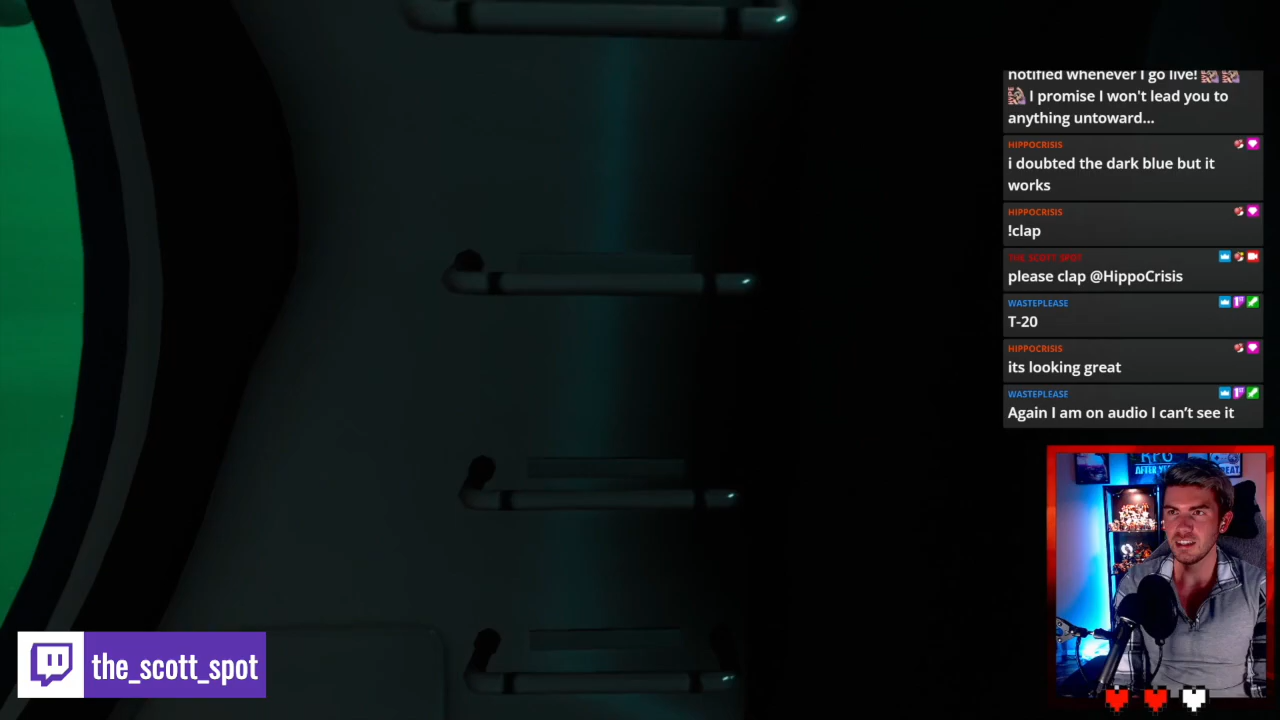 notified whenever I go live!
I promise I won't lead you to
anything untoward...
HIPPOCRISIS
i doubted the dark blue but it
works
HIPPOCRISIS
!clap
THE SCOTT SPOT
please clap @HippoCrisis
WASTEPLEASE
T-20
HIPPOCRISIS
its looking great
WASTEPLEASE
Again I am on audio I can't see it
RPG
the_scott_spot